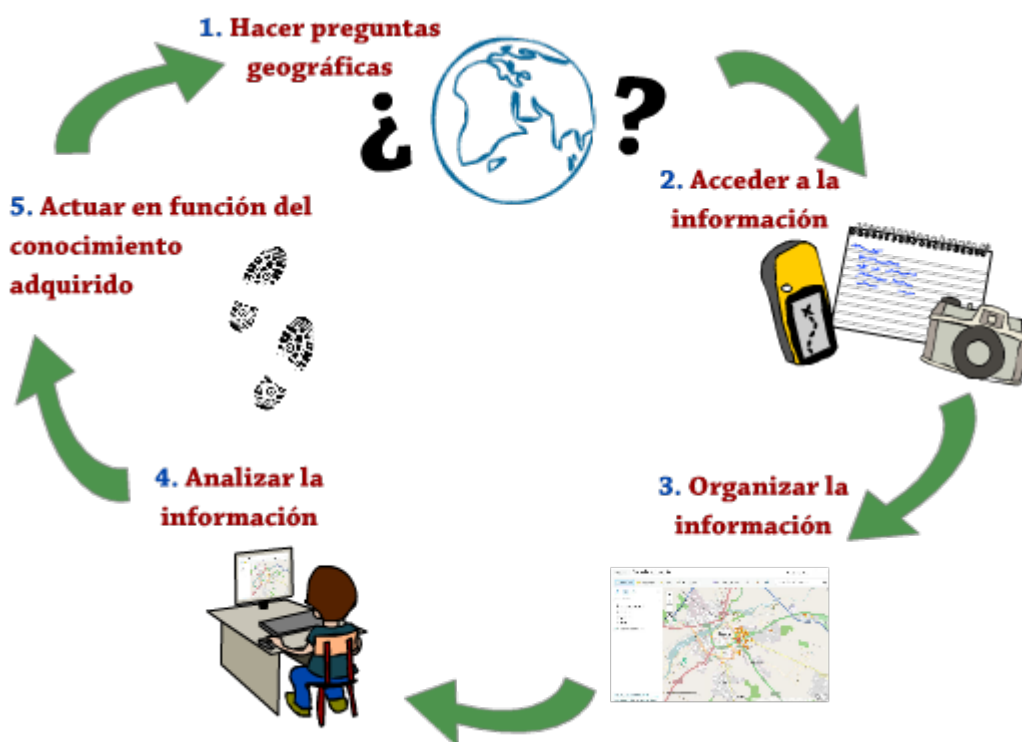 1. Hacer preguntas
geográficas
¿ ?
2. Acceder a la
información
3. Organizar la
información
4. Analizar la
información
5. Actuar en función del
conocimiento
adquirido